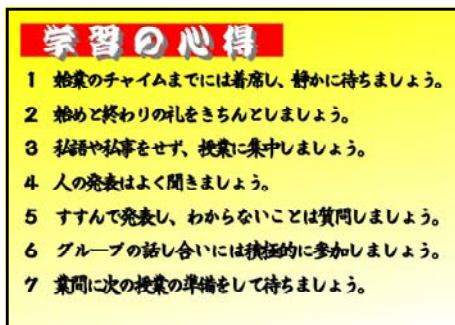 学習の心得
1 始業のチャイムまでには着席し、静かに待ちましょう。
2 始めと終わりの礼をきちんとしましょう。
3 私語や私事をせず、授業に集中しましょう。
4 人の発表はよく聞きましょう。
5 すすんで発表し、わからないことは質問しましょう。
6 グループの話し合いには積極的に参加しましょう。
7 業間に次の授業の準備をして待ちましょう。